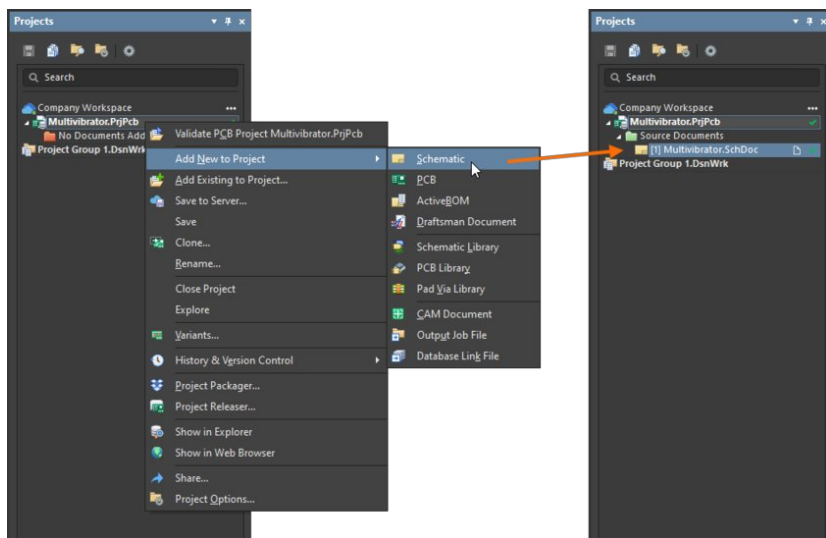 Projects
Search
Company Workspace
Multivibrator.PrjPcb
No Documents Add
Project Group 1.DsnWrk
Validate PCB Project Multivibrator.PrjPcb
Add New to Project
Add Existing to Project...
Save to Server...
Save
Clone...
Rename...
Close Project
Explore
Variants...
History & Version Control
Project Packager...
Project Releaser...
Show in Explorer
Show in Web Browser
Share...
Project Options...
Schematic
PCB
ActiveBOM
Draftsman Document
Schematic Library
PCB Library
Pad Via Library
CAM Document
Output Job File
Database Link File
Projects
Search
Company Workspace
Multivibrator.PrjPcb
Source Documents
[1] Multivibrator.SchDoc
Project Group 1.DsnWrk